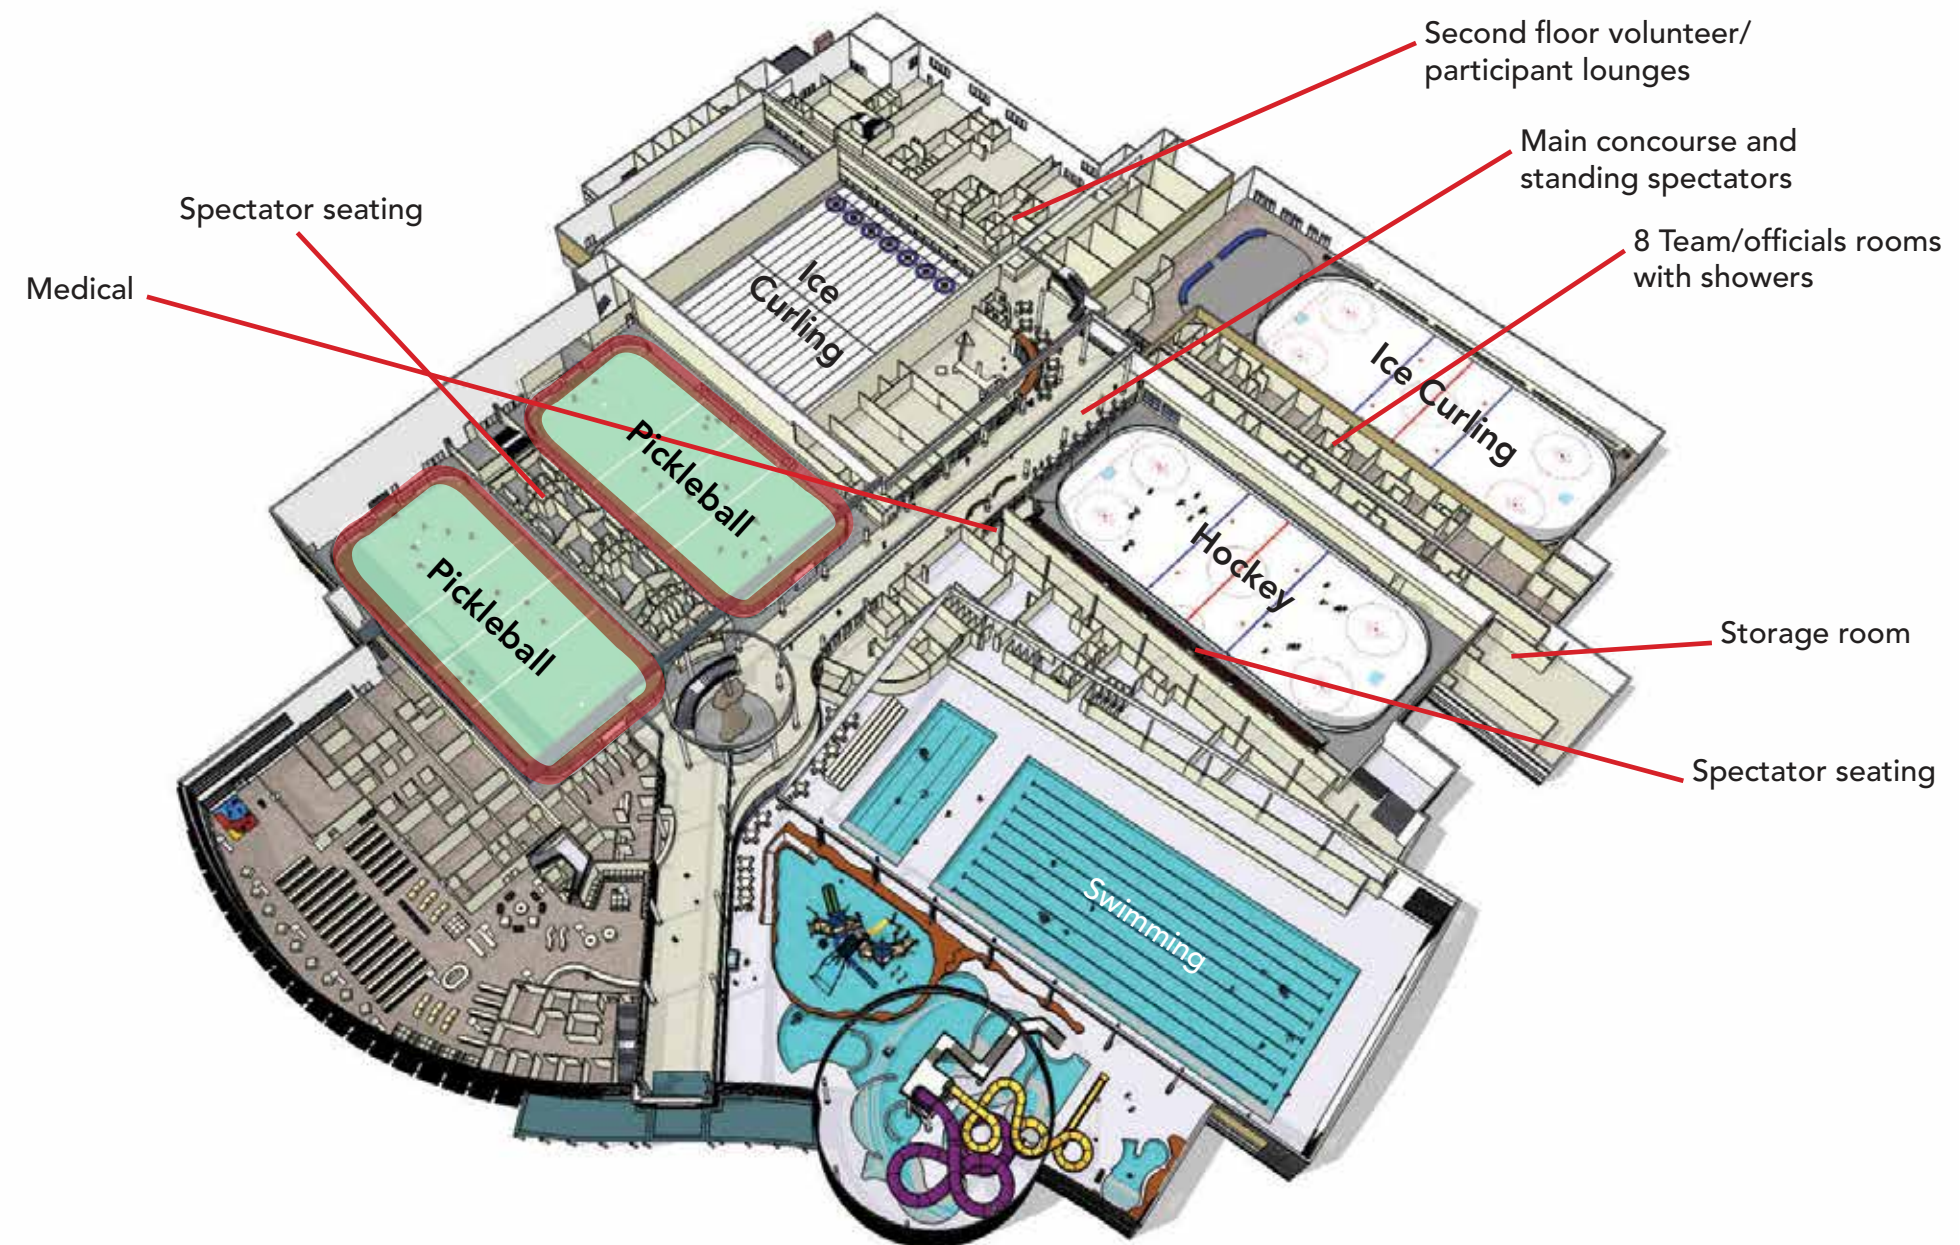 Second floor volunteer/
participant lounges
Main concourse and
standing spectators
Spectator seating
8 Team/officials rooms
with showers
Medical
Ice
Curling
Ice Curling
Pickleball
Hockey
Pickleball
Storage room
Spectator seating
Swimming